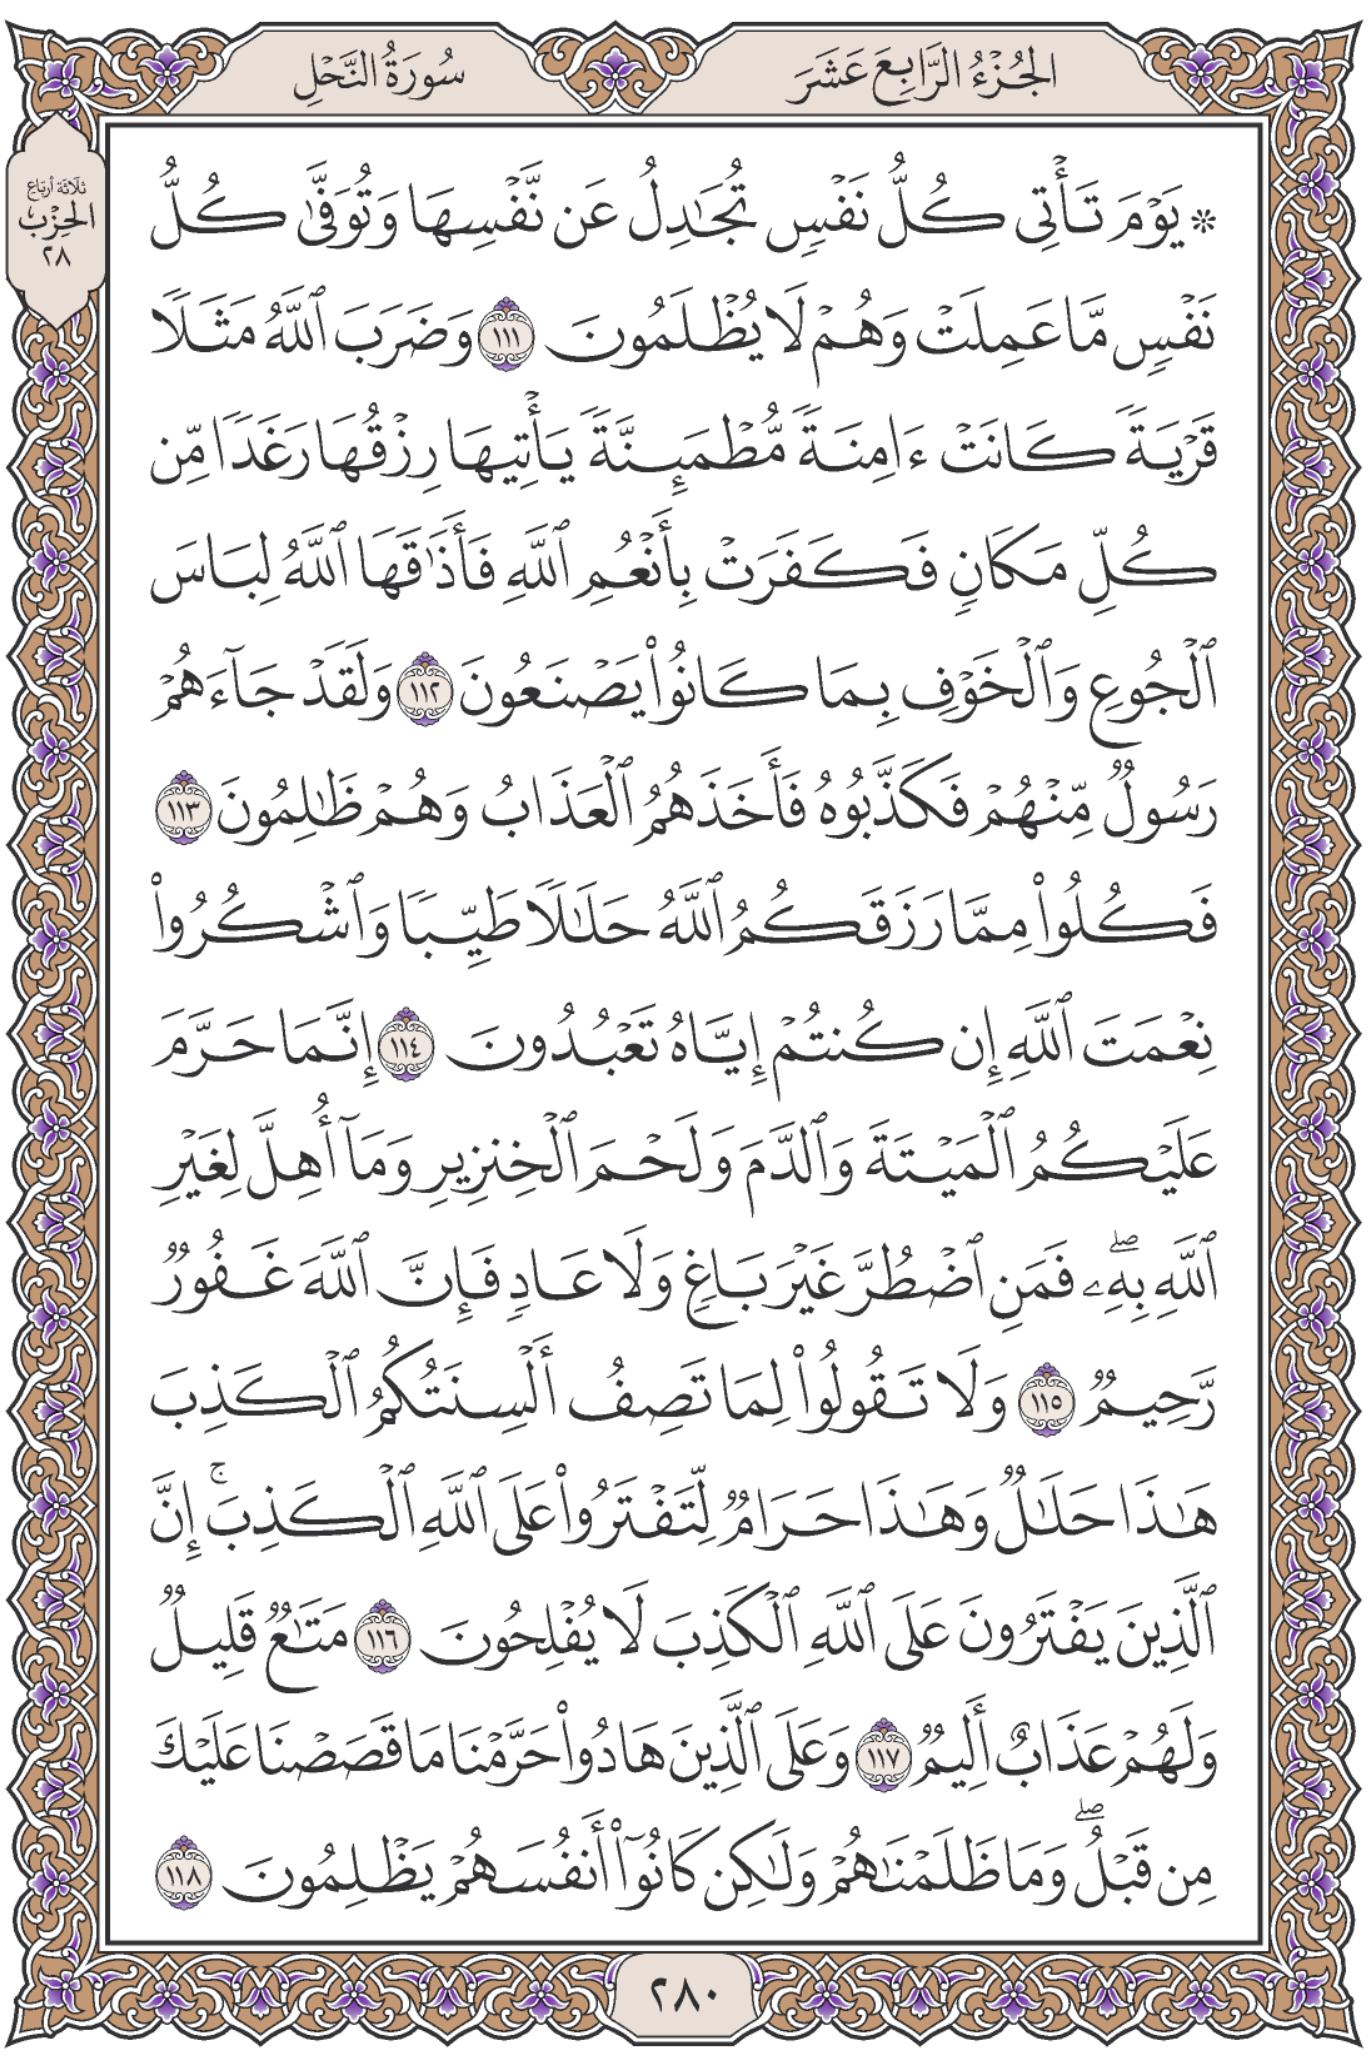 الجُزْءُ الرَّابِعَ عَشَرَ
سُورَةُ النَّحْلِ
ثلاثة أرباع
الحِزْبُ
٢٨
۞ يَوْمَ تَأْتِى كُلُّ نَفْسٍ تُجَٰدِلُ عَن نَّفْسِهَا وَتُوَفَّىٰ كُلُّ
نَفْسٍ مَّا عَمِلَتْ وَهُمْ لَا يُظْلَمُونَ ١١١ وَضَرَبَ ٱللَّهُ مَثَلًا
قَرْيَةً كَانَتْ ءَامِنَةً مُّطْمَئِنَّةً يَأْتِيهَا رِزْقُهَا رَغَدًا مِّن
كُلِّ مَكَانٍ فَكَفَرَتْ بِأَنْعُمِ ٱللَّهِ فَأَذَٰقَهَا ٱللَّهُ لِبَاسَ
ٱلْجُوعِ وَٱلْخَوْفِ بِمَا كَانُوا۟ يَصْنَعُونَ ١١٢ وَلَقَدْ جَآءَهُمْ
رَسُولٌ مِّنْهُمْ فَكَذَّبُوهُ فَأَخَذَهُمُ ٱلْعَذَابُ وَهُمْ ظَٰلِمُونَ ١١٣
فَكُلُوا۟ مِمَّا رَزَقَكُمُ ٱللَّهُ حَلَٰلًا طَيِّبًا وَٱشْكُرُوا۟
نِعْمَتَ ٱللَّهِ إِن كُنتُمْ إِيَّاهُ تَعْبُدُونَ ١١٤ إِنَّمَا حَرَّمَ
عَلَيْكُمُ ٱلْمَيْتَةَ وَٱلدَّمَ وَلَحْمَ ٱلْخِنزِيرِ وَمَآ أُهِلَّ لِغَيْرِ
ٱللَّهِ بِهِۦۖ فَمَنِ ٱضْطُرَّ غَيْرَ بَاغٍ وَلَا عَادٍ فَإِنَّ ٱللَّهَ غَفُورٌ
رَّحِيمٌ ١١٥ وَلَا تَقُولُوا۟ لِمَا تَصِفُ أَلْسِنَتُكُمُ ٱلْكَذِبَ
هَٰذَا حَلَٰلٌ وَهَٰذَا حَرَامٌ لِّتَفْتَرُوا۟ عَلَى ٱللَّهِ ٱلْكَذِبَۚ إِنَّ
ٱلَّذِينَ يَفْتَرُونَ عَلَى ٱللَّهِ ٱلْكَذِبَ لَا يُفْلِحُونَ ١١٦ مَتَٰعٌ قَلِيلٌ
وَلَهُمْ عَذَابٌ أَلِيمٌ ١١٧ وَعَلَى ٱلَّذِينَ هَادُوا۟ حَرَّمْنَا مَا قَصَصْنَا عَلَيْكَ
مِن قَبْلُۖ وَمَا ظَلَمْنَٰهُمْ وَلَٰكِن كَانُوٓا۟ أَنفُسَهُمْ يَظْلِمُونَ ١١٨
٢٨٠